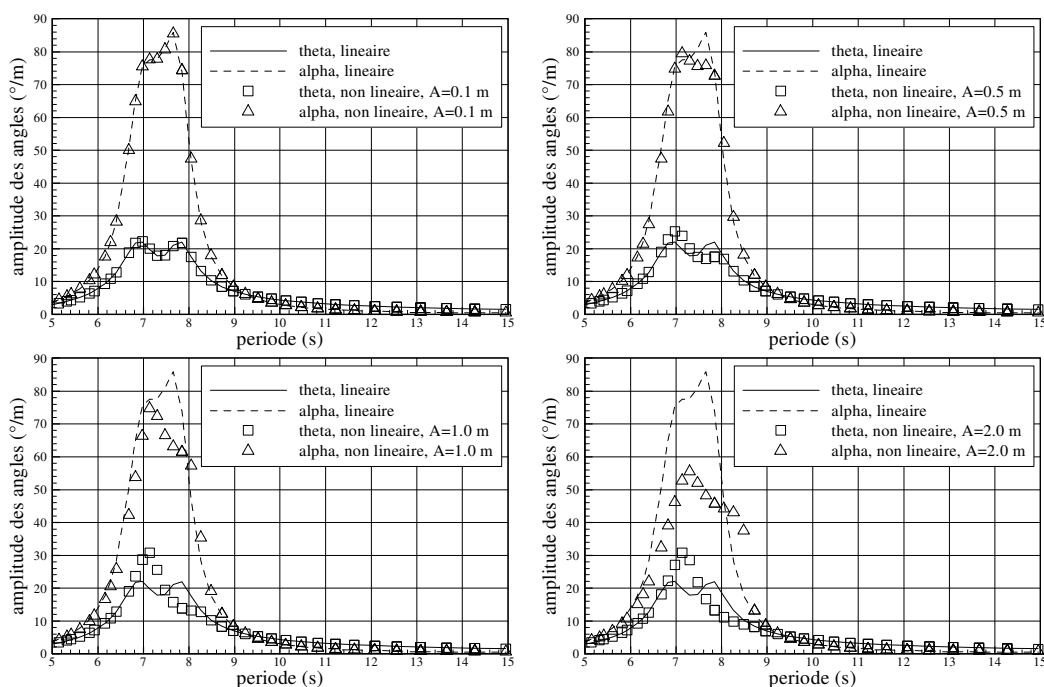 amplitude des angles (°/m)
90
80
70
60
50
40
30
20
10
0
theta, lineaire
alpha, lineaire
theta, non lineaire, A=0.1 m
alpha, non lineaire, A=0.1 m
5 6 7 8 9 10 11 12 13 14 15
periode (s)
amplitude des angles (°/m)
90
80
70
60
50
40
30
20
10
0
theta, lineaire
alpha, lineaire
theta, non lineaire, A=0.5 m
alpha, non lineaire, A=0.5 m
5 6 7 8 9 10 11 12 13 14 15
periode (s)
amplitude des angles (°/m)
90
80
70
60
50
40
30
20
10
0
theta, lineaire
alpha, lineaire
theta, non lineaire, A=1.0 m
alpha, non lineaire, A=1.0 m
5 6 7 8 9 10 11 12 13 14 15
periode (s)
amplitude des angles (°/m)
90
80
70
60
50
40
30
20
10
0
theta, lineaire
alpha, lineaire
theta, non lineaire, A=2.0 m
alpha, non lineaire, A=2.0 m
5 6 7 8 9 10 11 12 13 14 15
periode (s)